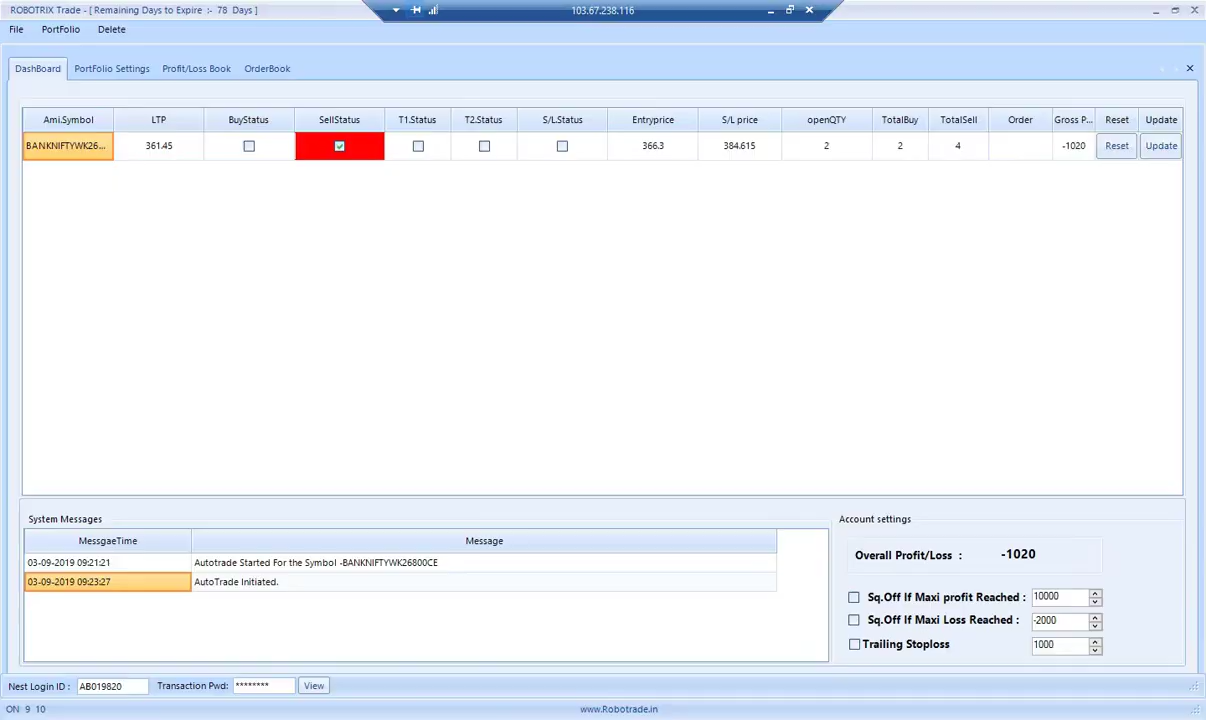 ROBOTRIX Trade - [ Remaining Days to Expire :- 78 Days ]
103.67.238.116
File PortFolio Delete
DashBoard PortFolio Settings Profit/Loss Book OrderBook
Ami.Symbol LTP BuyStatus SellStatus T1.Status T2.Status S/L.Status Entryprice S/L price openQTY TotalBuy TotalSell Order Gross P... Reset Update
BANKNIFTYWK26... 361.45 366.3 384.615 2 2 4 -1020 Reset Update
System Messages
MessgaeTime Message
03-09-2019 09:21:21 Autotrade Started For the Symbol -BANKNIFTYWK26800CE
03-09-2019 09:23:27 AutoTrade Initiated.
Account settings
Overall Profit/Loss : -1020
Sq.Off If Maxi profit Reached : 10000
Sq.Off If Maxi Loss Reached : -2000
Trailing Stoploss 1000
Nest Login ID : AB019820 Transaction Pwd: ******** View
ON 9 10 www.Robotrade.in